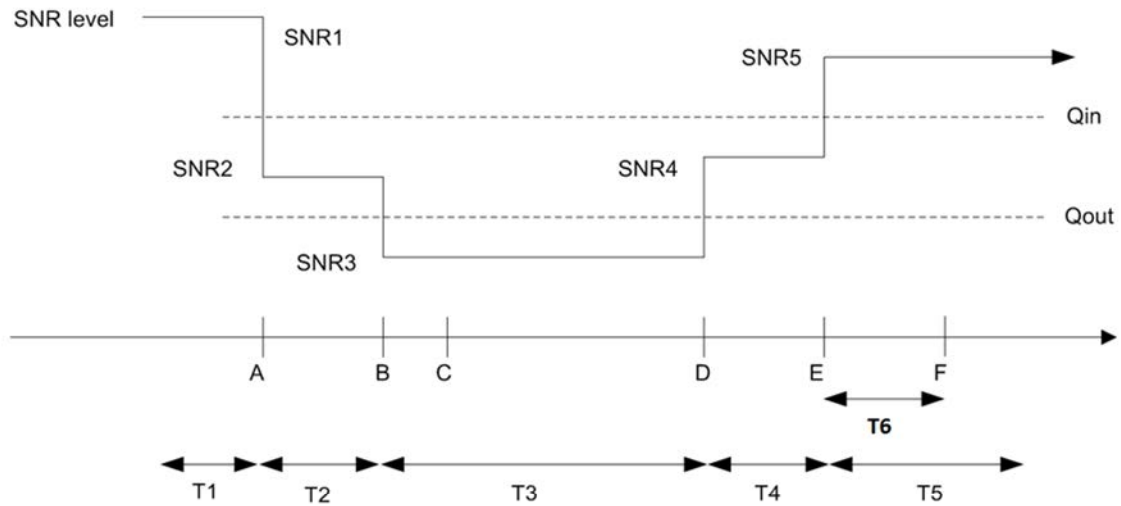 SNR level
SNR1
SNR5
Qin
SNR2
SNR4
Qout
SNR3
A B C D E F
T6
T1 T2 T3 T4 T5